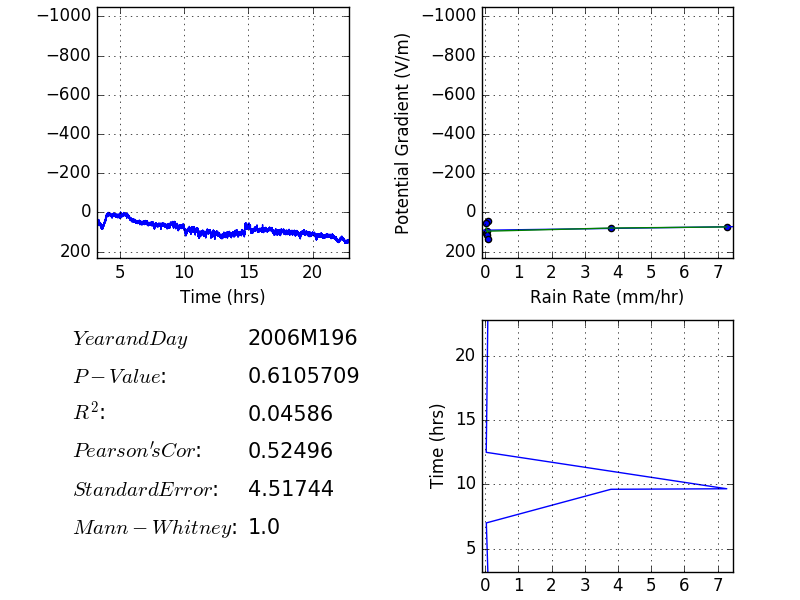 −1000
−800
−600
−400
−200
0
200
5 10 15 20
Time (hrs)
Potential Gradient (V/m)
−1000
−800
−600
−400
−200
0
200
0 1 2 3 4 5 6 7
Rain Rate (mm/hr)
YearandDay 2006M196
P−Value: 0.6105709
R²: 0.04586
Pearson'sCor: 0.52496
StandardError: 4.51744
Mann−Whitney: 1.0
Time (hrs)
20
15
10
5
0 1 2 3 4 5 6 7